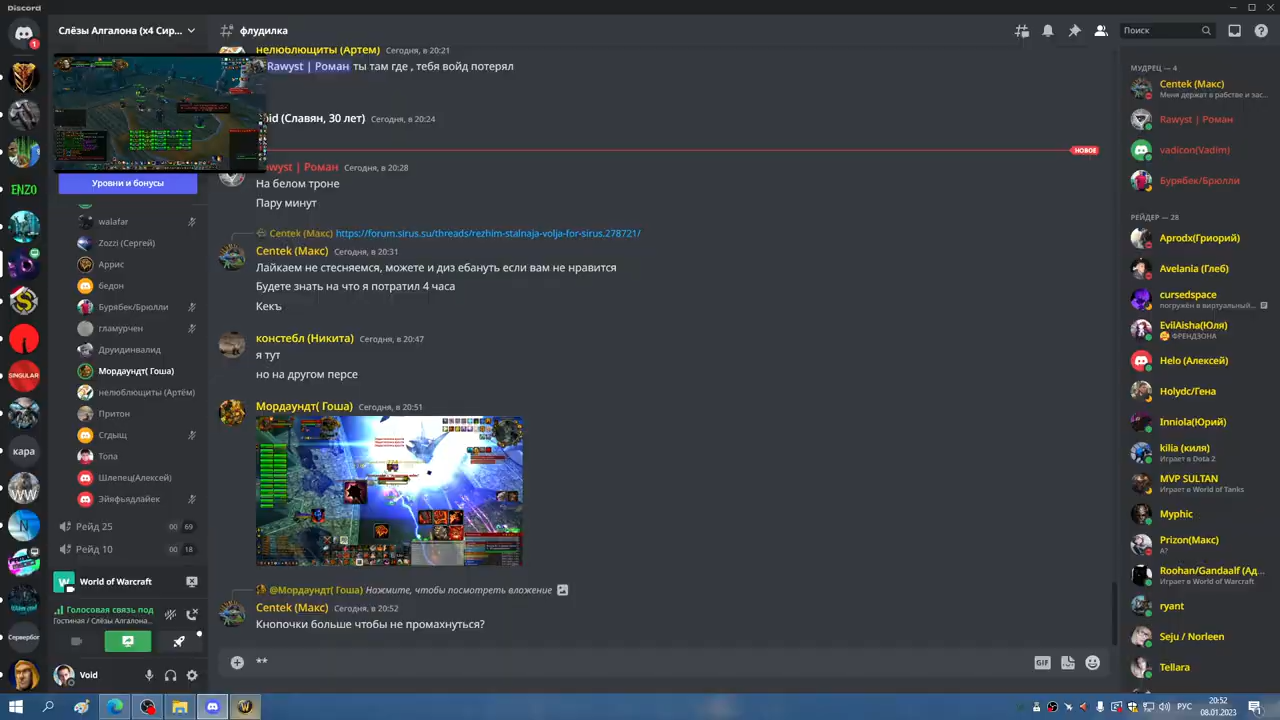 Discord
Слёзы Алгалона (x4 Сир...
флудилка
Поиск
1
ENZO
SINGULAR
кара
Сервербог
Уровни и бонусы
walafar
Zozzi (Сергей)
Аррис
бедон
Бурябек/Брюлли
гламурчен
Друидинвалид
Мордаундт( Гоша)
нелюблющиты (Артём)
Притон
Сгдыщ
Топа
Шлепец(Алексей)
Эйяфьядлайек
Рейд 25
00 69
Рейд 10
00 18
World of Warcraft
Голосовая связь под
Гостиная / Слёзы Алгалона...
Void
нелюблющиты (Артем) Сегодня, в 20:21
Rawyst | Роман ты там где , тебя войд потерял
oid (Славян, 30 лет) Сегодня, в 20:24
НОВОЕ
awyst | Роман Сегодня, в 20:28
На белом троне
Пару минут
Centek (Макс) https://forum.sirus.su/threads/rezhim-stalnaja-volja-for-sirus.278721/
Centek (Макс) Сегодня, в 20:31
Лайкаем не стесняемся, можете и диз ебануть если вам не нравится
Будете знать на что я потратил 4 часа
Кекъ
констебл (Никита) Сегодня, в 20:47
я тут
но на другом персе
Мордаундт( Гоша) Сегодня, в 20:51
@Мордаундт( Гоша) Нажмите, чтобы посмотреть вложение
Centek (Макс) Сегодня, в 20:52
Кнопочки больше чтобы не промахнуться?
**
GIF
МУДРЕЦ — 4
Centek (Макс)
Меня держат в рабстве и зас...
Rawyst | Роман
vadicon(Vadim)
Бурябек/Брюлли
РЕЙДЕР — 28
Aprodx(Гриорий)
Avelania (Глеб)
cursedspace
погружён в виртуальный...
EvilAisha(Юля)
ФРЕНДЗОНА
Helo (Алексей)
Holydc/Гена
Inniola(Юрий)
kilia (киля)
Играет в Dota 2
MVP SULTAN
Играет в World of Tanks
Myphic
Prizon(Макс)
А?
Roohan/Gandaalf (Ад...
Играет в World of Warcraft
ryant
Seju / Norleen
Tellara
РУС
20:52
08.01.2023